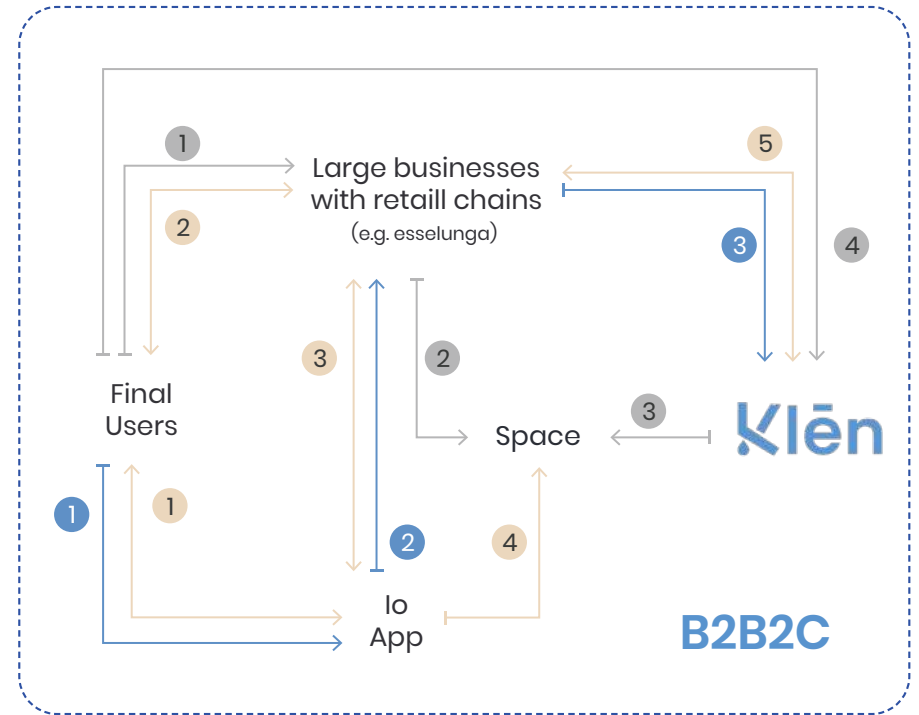 1
5
Large businesses
with retaill chains
(e.g. esselunga)
2
3
4
3
2
Final
Users
3
Klēn
Space
1
1
2
4
Io
App
B2B2C